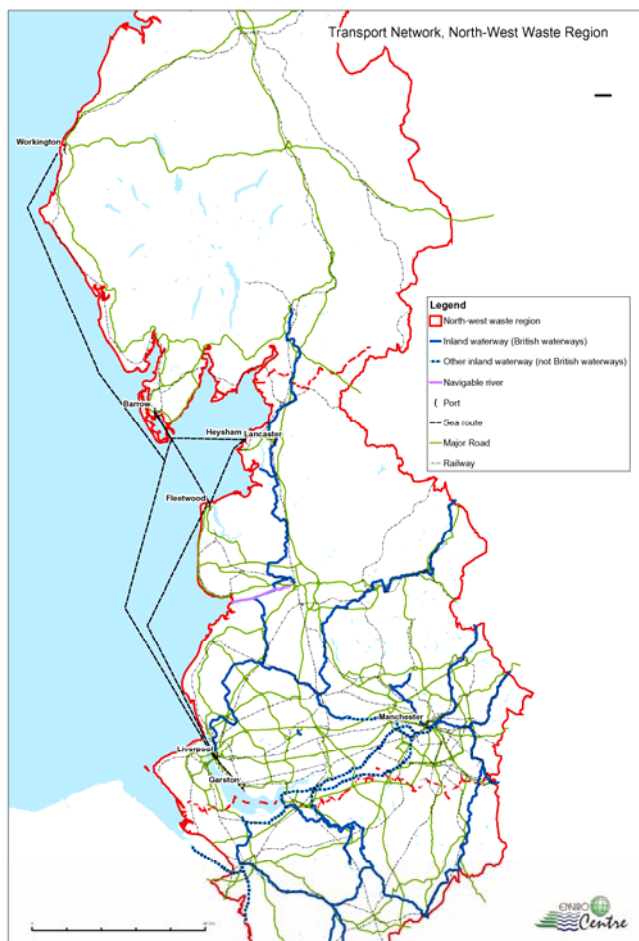 Transport Network, North-West Waste Region
Workington
Legend
North-west waste region
Inland waterway (British waterways)
Other inland waterway (not British waterways)
Navigable river
Port
Sea route
Major Road
Railway
Barrow
Heysham
Lancaster
Fleetwood
Manchester
Liverpool
Garston
ENVIRO
Centre